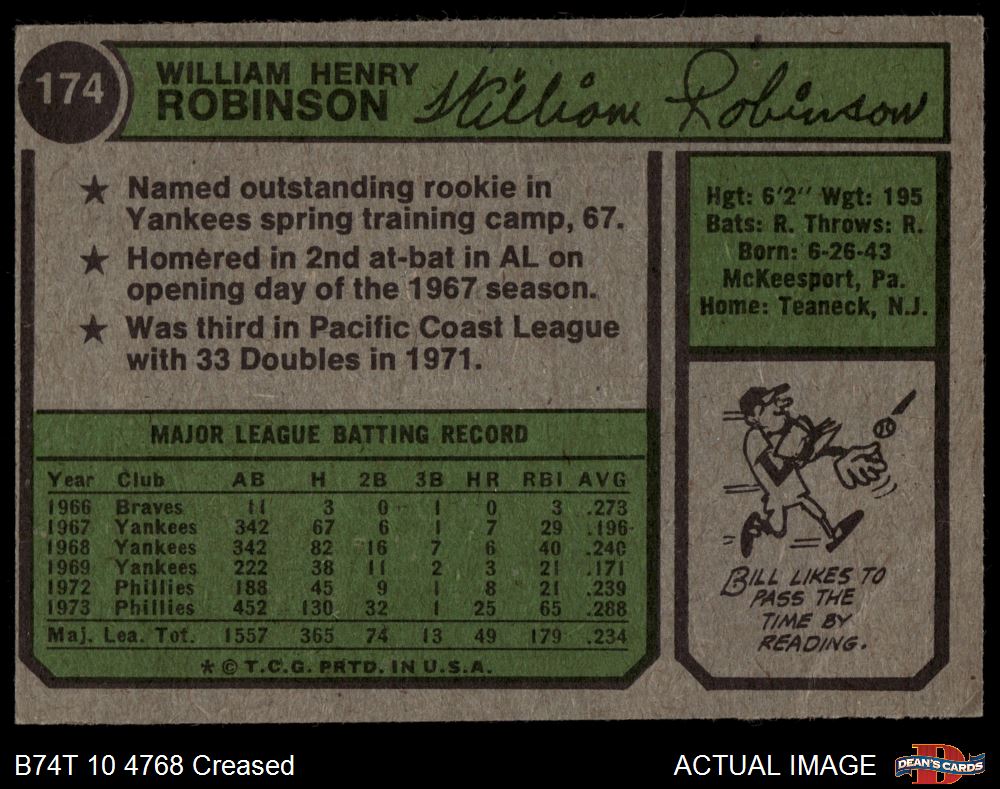 174
WILLIAM HENRY
ROBINSON
William Robinson
★ Named outstanding rookie in
Yankees spring training camp, 67.
★ Homered in 2nd at-bat in AL on
opening day of the 1967 season.
★ Was third in Pacific Coast League
with 33 Doubles in 1971.
Hgt: 6'2" Wgt: 195
Bats: R. Throws: R.
Born: 6-26-43
McKeesport, Pa.
Home: Teaneck, N.J.
MAJOR LEAGUE BATTING RECORD
Year Club AB H 2B 3B HR RBI AVG
1966 Braves 11 3 0 1 0 3 .273
1967 Yankees 342 67 6 1 7 29 .196
1968 Yankees 342 82 16 7 6 40 .240
1969 Yankees 222 38 11 2 3 21 .171
1972 Phillies 188 45 9 1 8 21 .239
1973 Phillies 452 130 32 1 25 65 .288
Maj. Lea. Tot. 1557 365 74 13 49 179 .234
* © T.C.G. PRTD. IN U.S.A.
BILL LIKES TO
PASS THE
TIME BY
READING.
B74T 10 4768 Creased
ACTUAL IMAGE
D
DEAN'S CARDS